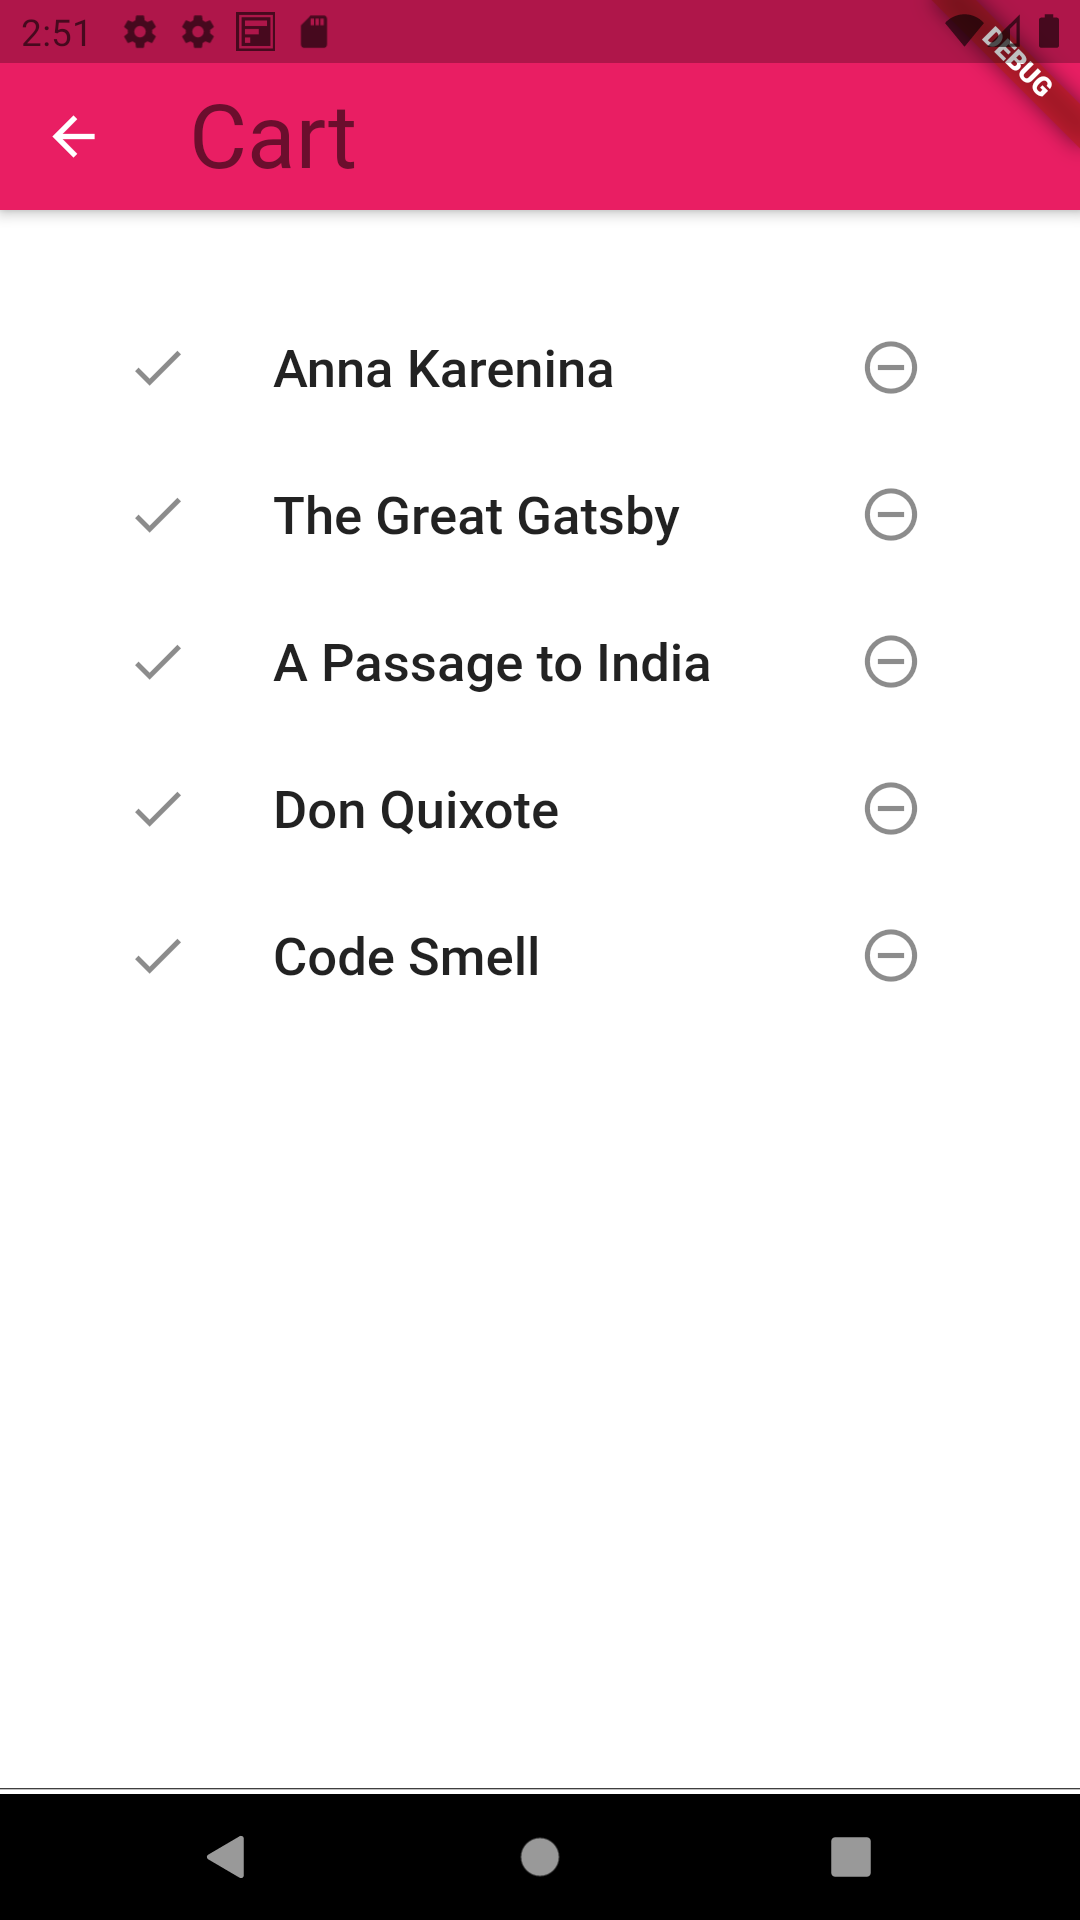 2:51
DEBUG
Cart
Anna Karenina
The Great Gatsby
A Passage to India
Don Quixote
Code Smell